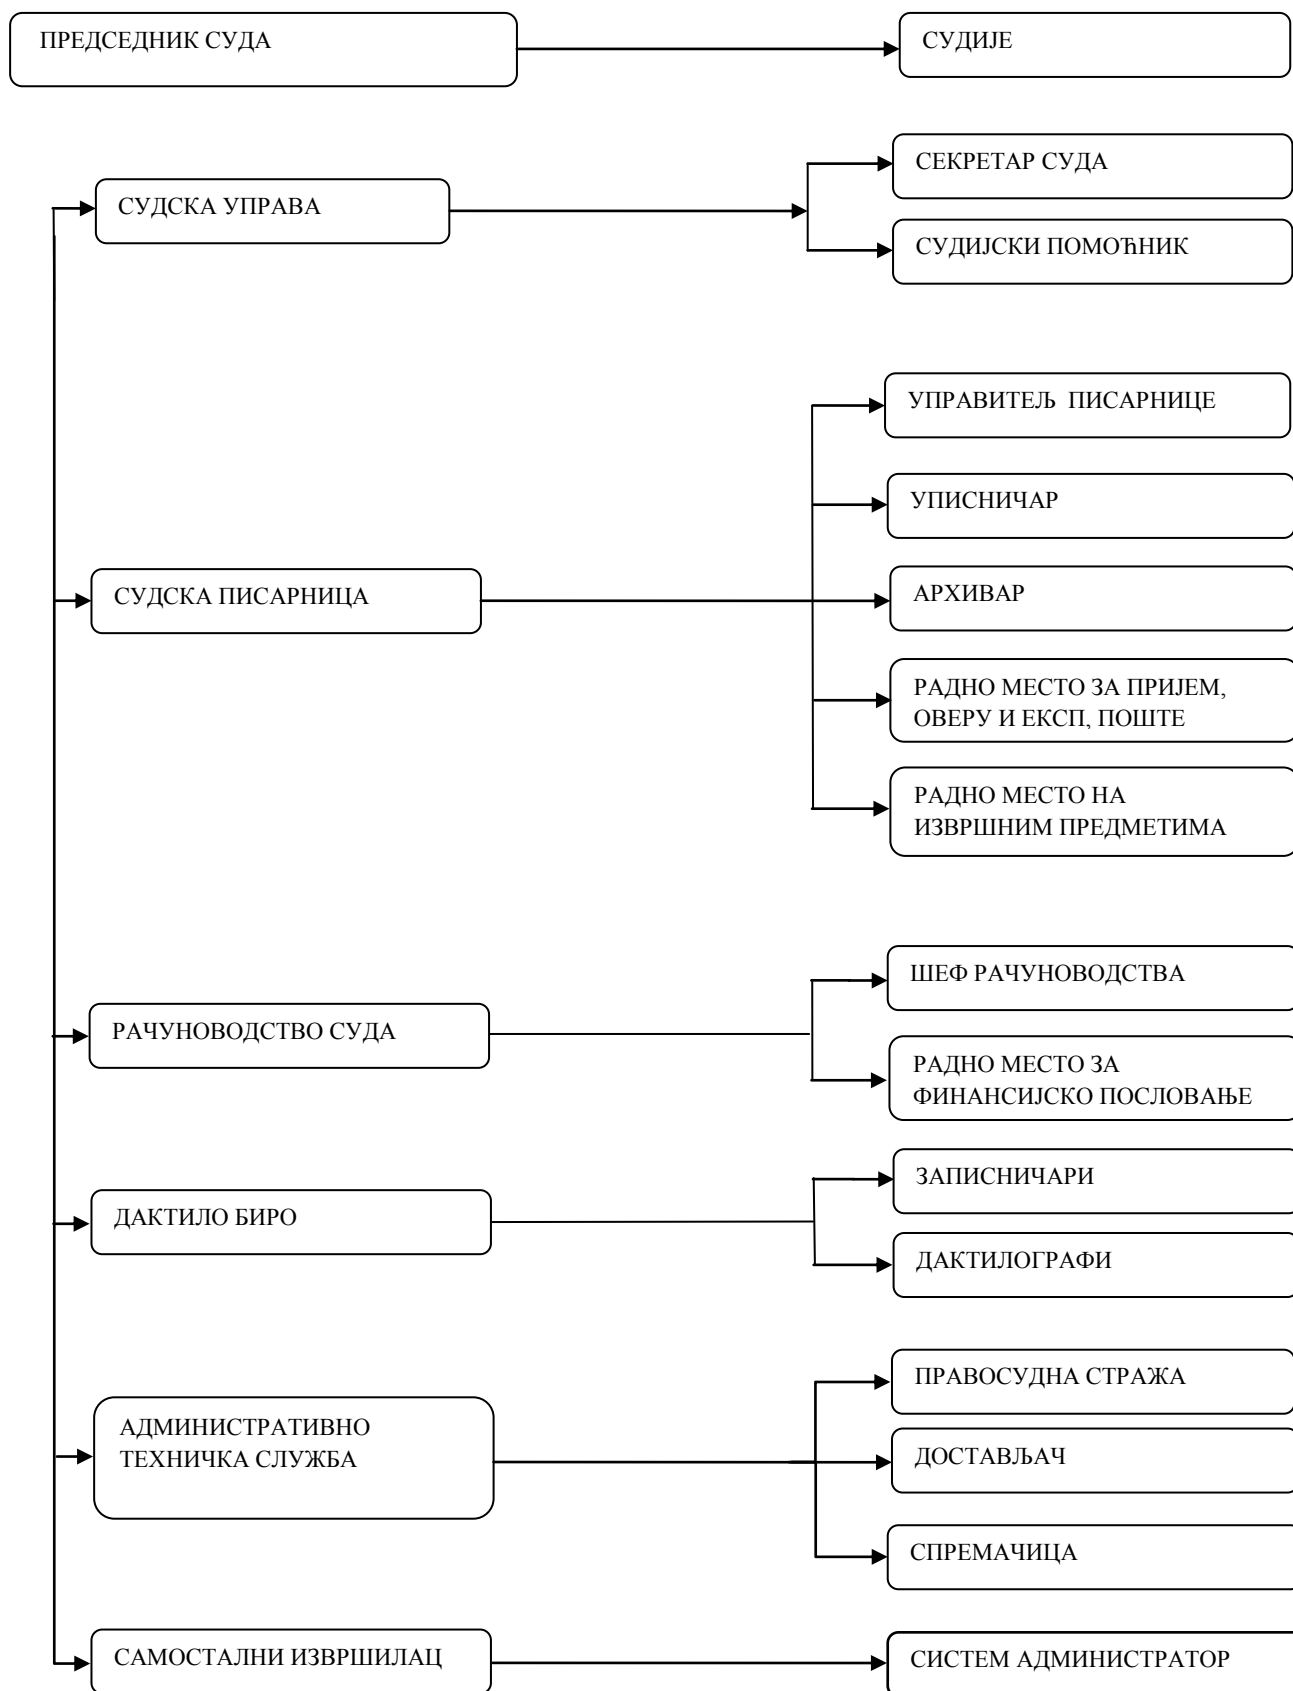 ПРЕДСЕДНИК СУДА
СУДИЈЕ
СУДСКА УПРАВА
СЕКРЕТАР СУДА
СУДИЈСКИ ПОМОЋНИК
СУДСКА ПИСАРНИЦА
УПРАВИТЕЉ ПИСАРНИЦЕ
УПИСНИЧАР
АРХИВАР
РАДНО МЕСТО ЗА ПРИЈЕМ,
ОВЕРУ И ЕКСП, ПОШТЕ
РАДНО МЕСТО НА
ИЗВРШНИМ ПРЕДМЕТИМА
РАЧУНОВОДСТВО СУДА
ШЕФ РАЧУНОВОДСТВА
РАДНО МЕСТО ЗА
ФИНАНСИЈСКО ПОСЛОВАЊЕ
ДАКТИЛО БИРО
ЗАПИСНИЧАРИ
ДАКТИЛОГРАФИ
АДМИНИСТРАТИВНО
ТЕХНИЧКА СЛУЖБА
ПРАВОСУДНА СТРАЖА
ДОСТАВЉАЧ
СПРЕМАЧИЦА
САМОСТАЛНИ ИЗВРШИЛАЦ
СИСТЕМ АДМИНИСТРАТОР